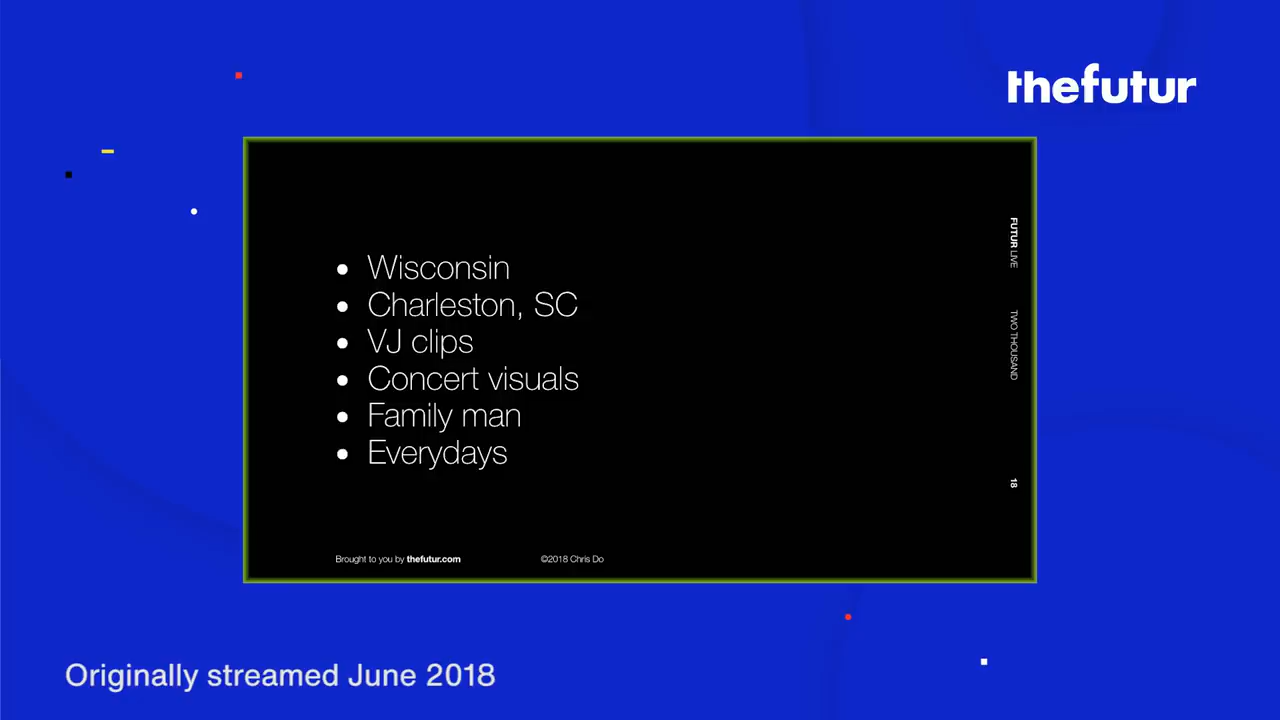 thefutur
• Wisconsin
• Charleston, SC
• VJ clips
• Concert visuals
• Family man
• Everydays
FUTUR LIVE
TWO THOUSAND
18
Brought to you by thefutur.com
©2018 Chris Do
Originally streamed June 2018